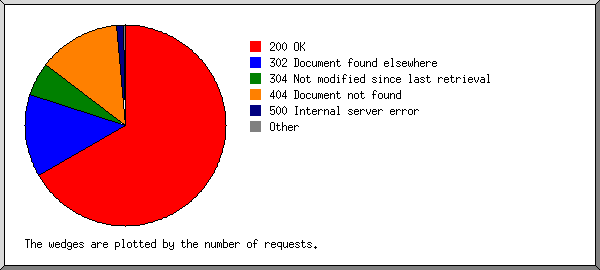 200 OK
302 Document found elsewhere
304 Not modified since last retrieval
404 Document not found
500 Internal server error
Other
The wedges are plotted by the number of requests.